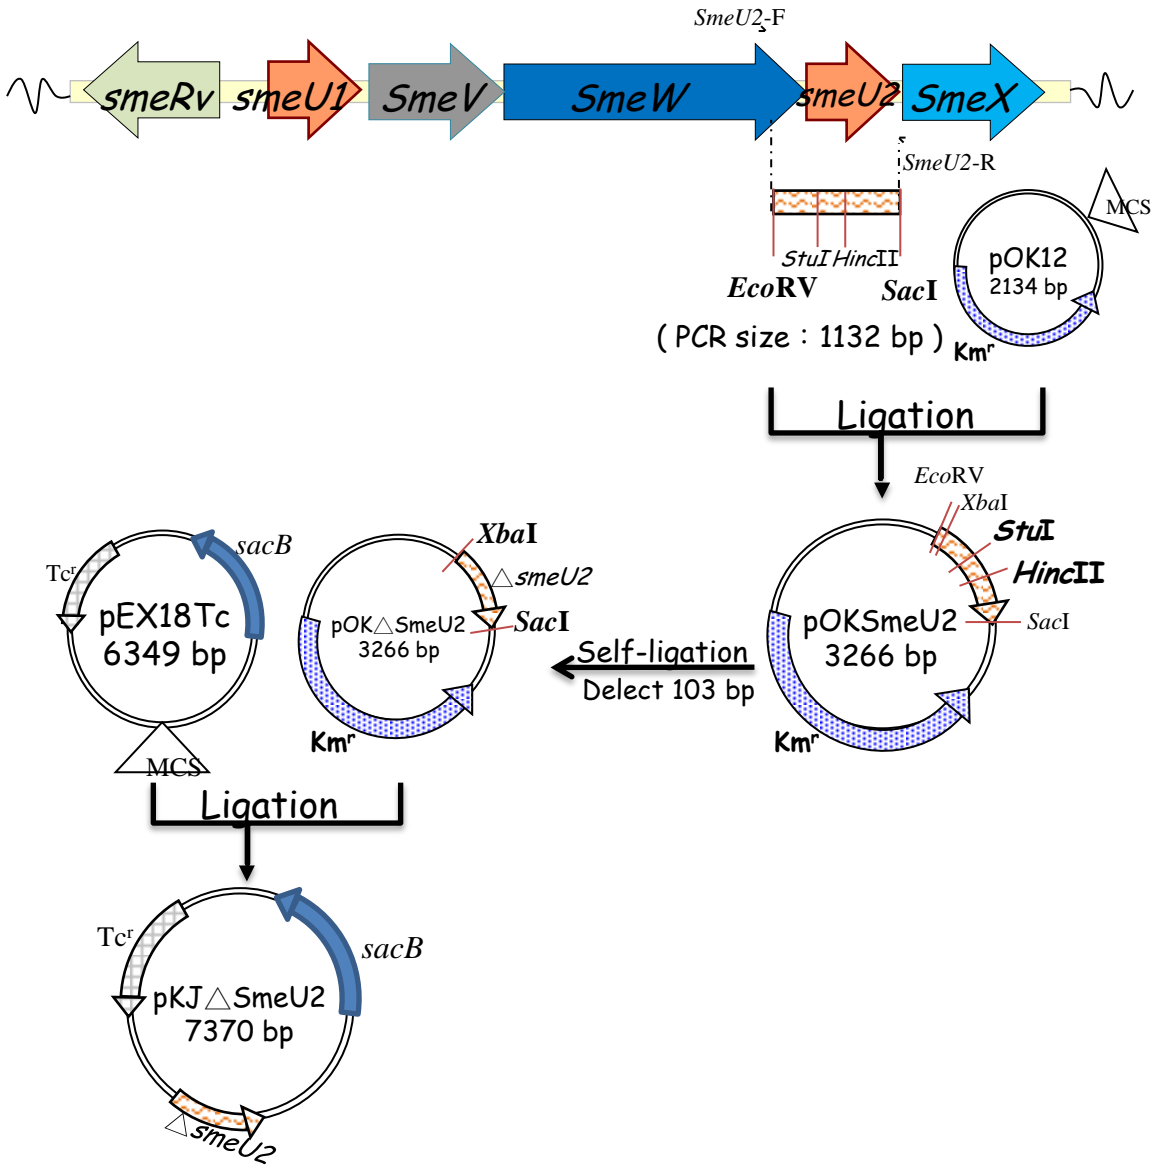 SmeU2-F
smeRv smeU1 SmeV SmeW smeU2 SmeX
SmeU2-R
MCS
StuI HincII
pOK12
2134 bp
EcoRV SacI
( PCR size : 1132 bp )
Kmʳ
Ligation
EcoRV
XbaI
StuI
HincII
SacI
pOKSmeU2
3266 bp
Kmʳ
Self-ligation
Delect 103 bp
XbaI
△smeU2
SacI
pOK△SmeU2
3266 bp
Kmʳ
sacB
Tcʳ
pEX18Tc
6349 bp
MCS
Ligation
Tcʳ
sacB
pKJ△SmeU2
7370 bp
△smeU2